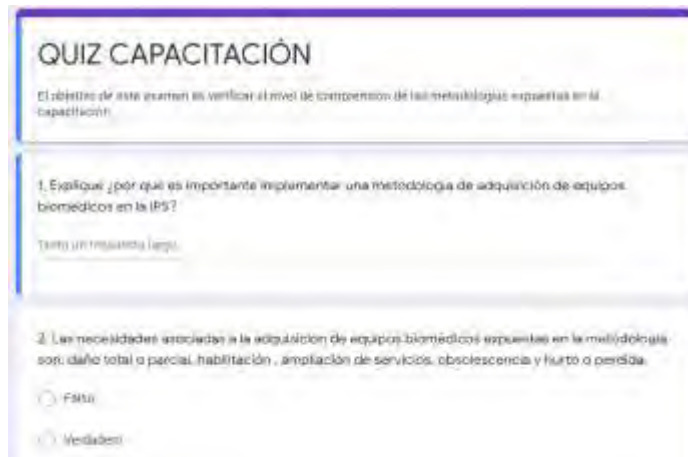 QUIZ CAPACITACIÓN
El objetivo de este examen es verificar el nivel de comprensión de las metodologías expuestas en la
capacitación
1. Explique ¿por qué es importante implementar una metodología de adquisición de equipos
biomédicos en la IPS?
Texto de respuesta larga
2. Las necesidades asociadas a la adquisición de equipos biomédicos expuestas en la metodología
son: daño total o parcial, habilitación , ampliación de servicios, obsolescencia y hurto o perdida.
Falso
Verdadero